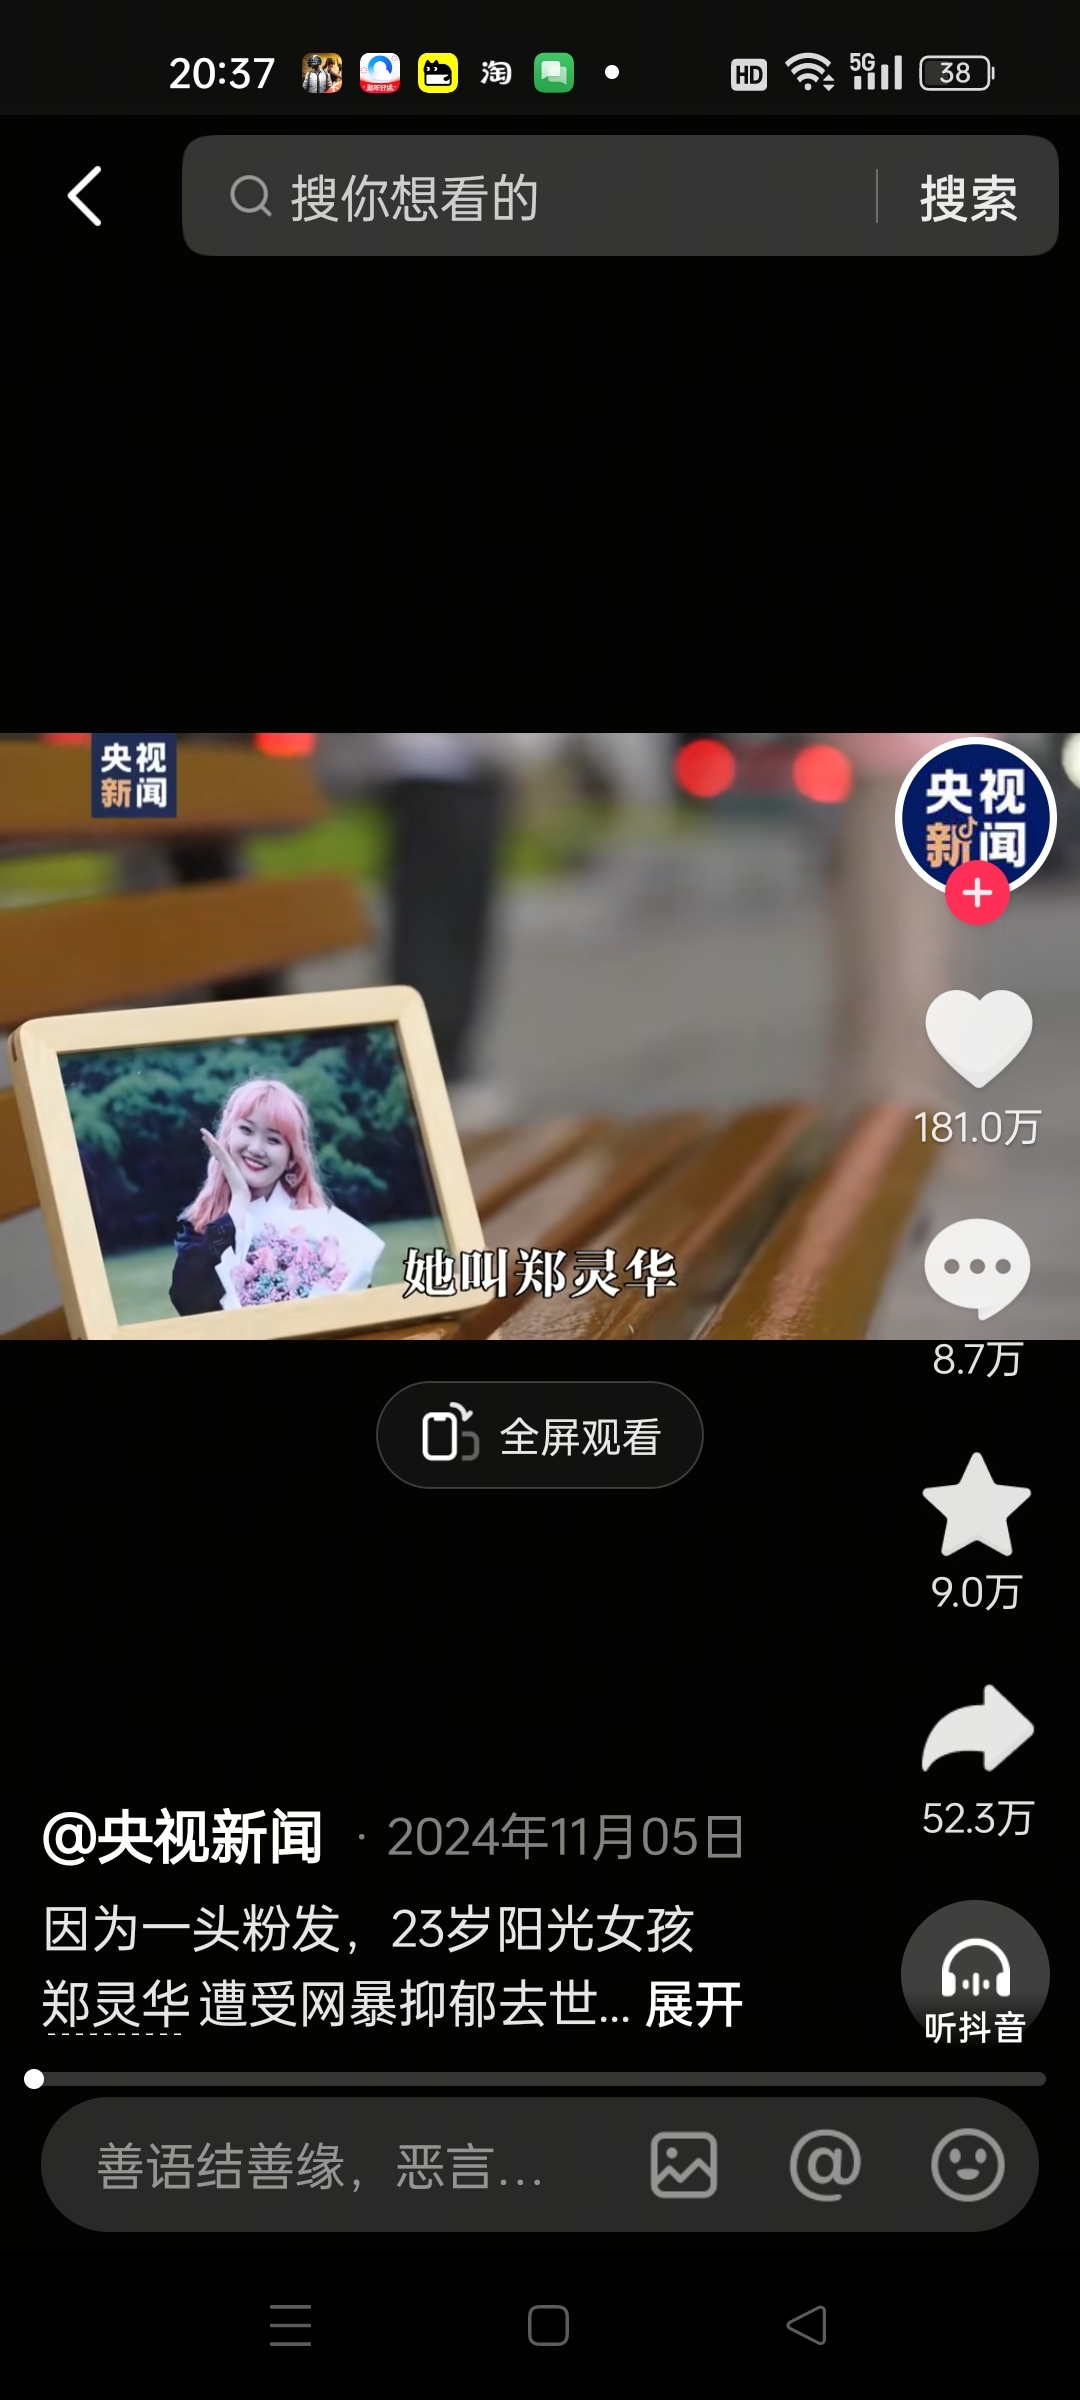 20:37
淘
HD
5G
38
搜你想看的
搜索
央视
新闻
央视
新闻
181.0万
她叫郑灵华
8.7万
全屏观看
9.0万
52.3万
@央视新闻 · 2024年11月05日
因为一头粉发，23岁阳光女孩
郑灵华遭受网暴抑郁去世... 展开
听抖音
善语结善缘，恶言...